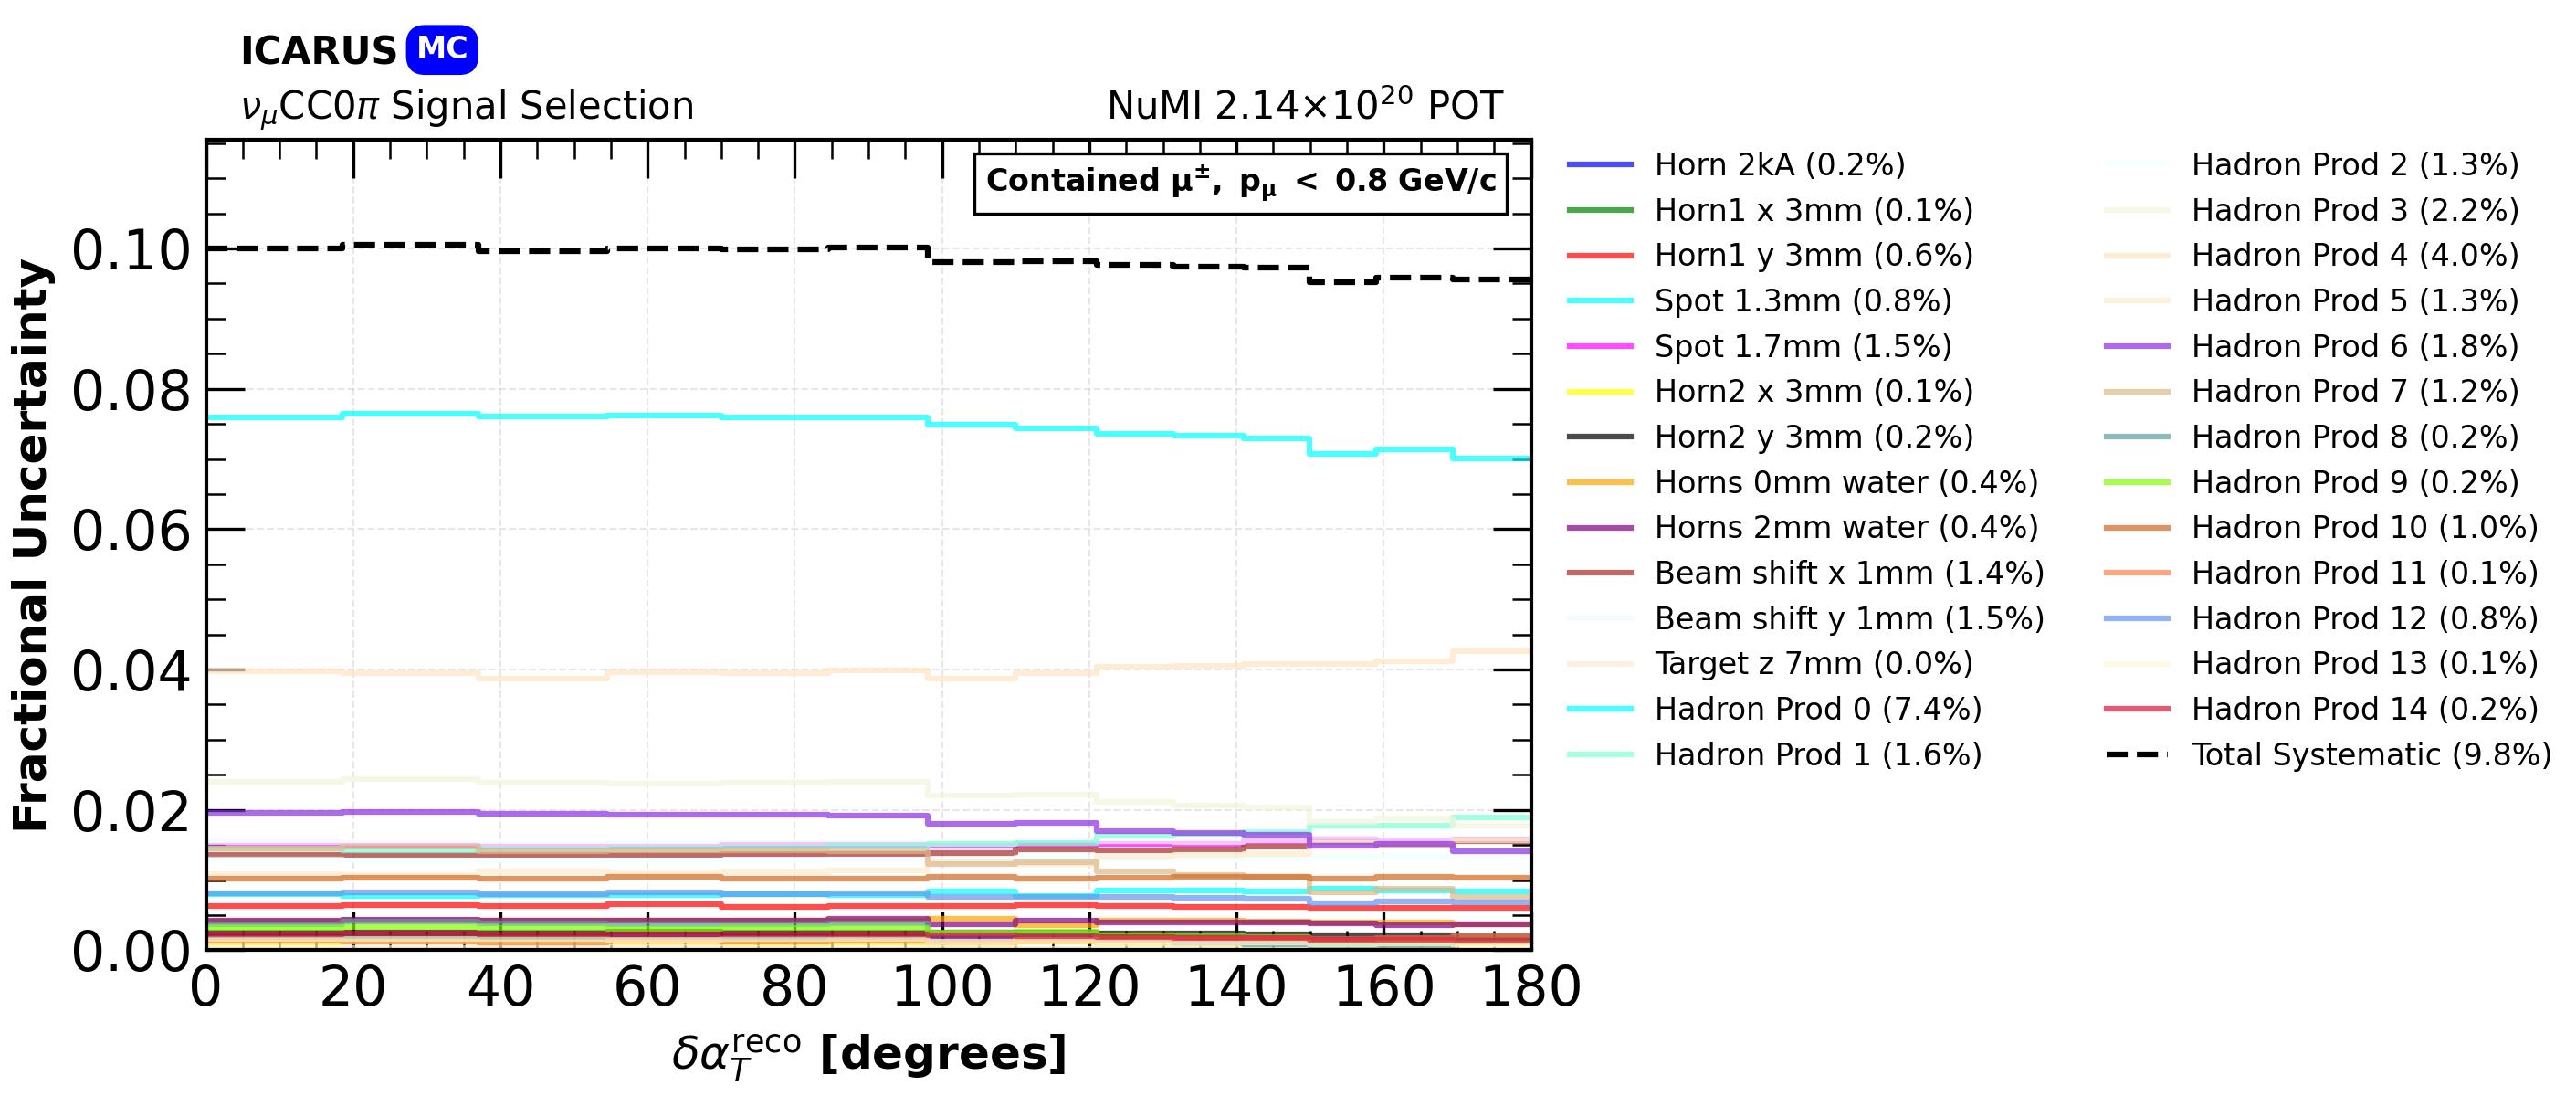 ICARUS MC
νμCC0π Signal Selection
NuMI 2.14×10²⁰ POT
Contained μ±, pμ < 0.8 GeV/c
Fractional Uncertainty
0.10
0.08
0.06
0.04
0.02
0.00
0 20 40 60 80 100 120 140 160 180
δα_T^reco [degrees]
Horn 2kA (0.2%)
Horn1 x 3mm (0.1%)
Horn1 y 3mm (0.6%)
Spot 1.3mm (0.8%)
Spot 1.7mm (1.5%)
Horn2 x 3mm (0.1%)
Horn2 y 3mm (0.2%)
Horns 0mm water (0.4%)
Horns 2mm water (0.4%)
Beam shift x 1mm (1.4%)
Beam shift y 1mm (1.5%)
Target z 7mm (0.0%)
Hadron Prod 0 (7.4%)
Hadron Prod 1 (1.6%)
Hadron Prod 2 (1.3%)
Hadron Prod 3 (2.2%)
Hadron Prod 4 (4.0%)
Hadron Prod 5 (1.3%)
Hadron Prod 6 (1.8%)
Hadron Prod 7 (1.2%)
Hadron Prod 8 (0.2%)
Hadron Prod 9 (0.2%)
Hadron Prod 10 (1.0%)
Hadron Prod 11 (0.1%)
Hadron Prod 12 (0.8%)
Hadron Prod 13 (0.1%)
Hadron Prod 14 (0.2%)
Total Systematic (9.8%)